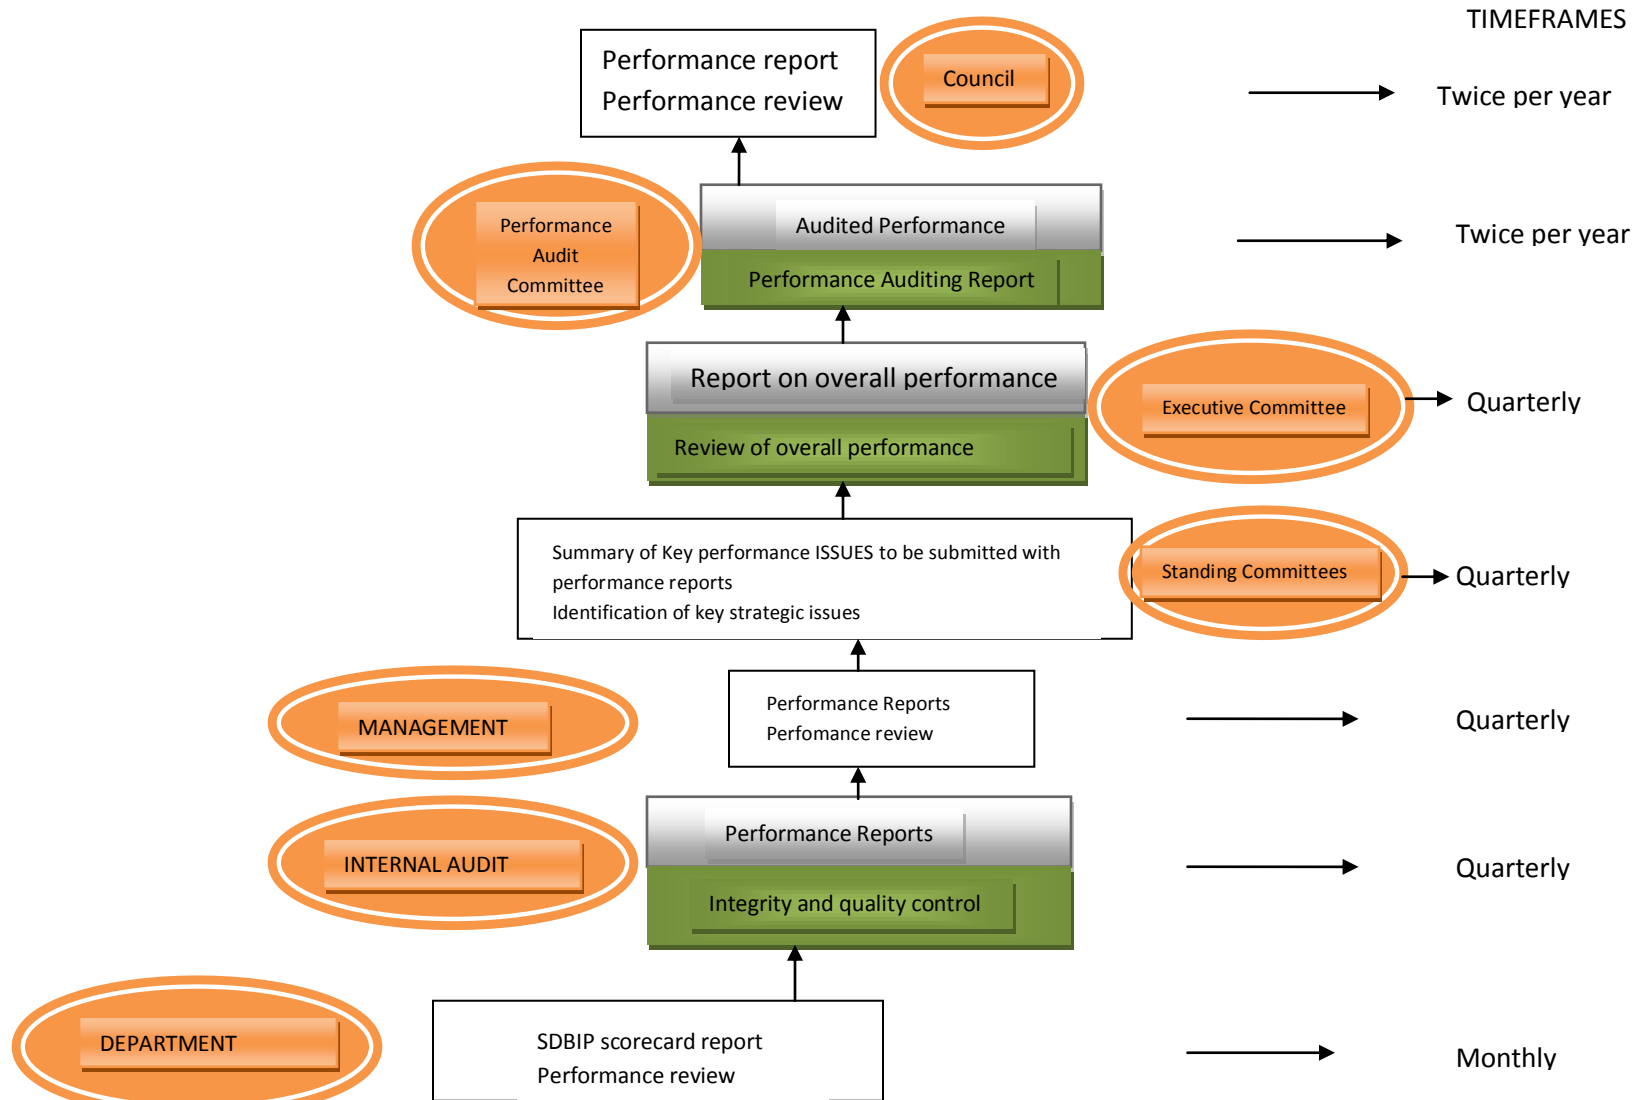 TIMEFRAMES
Performance report
Performance review
Council
Twice per year
Performance
Audit
Committee
Audited Performance
Performance Auditing Report
Twice per year
Report on overall performance
Review of overall performance
Executive Committee
Quarterly
Summary of Key performance ISSUES to be submitted with
performance reports
Identification of key strategic issues
Standing Committees
Quarterly
MANAGEMENT
Performance Reports
Perfomance review
Quarterly
INTERNAL AUDIT
Performance Reports
Integrity and quality control
Quarterly
DEPARTMENT
SDBIP scorecard report
Performance review
Monthly